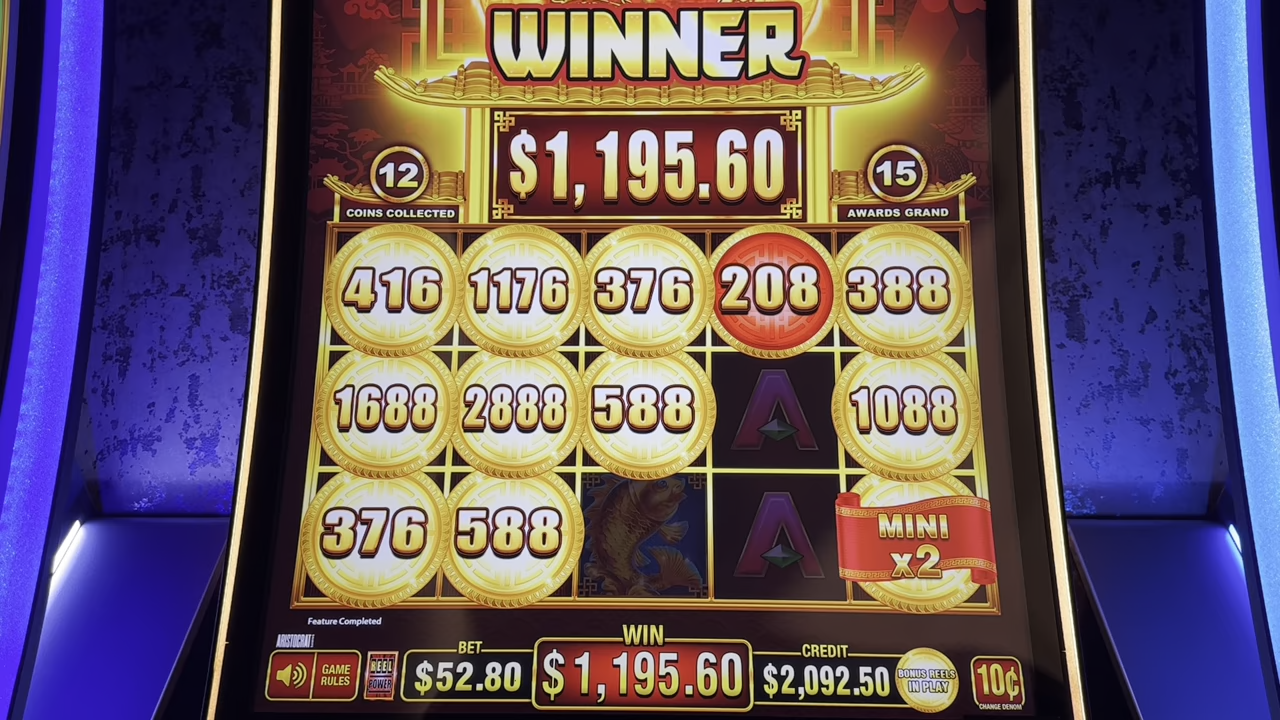 WINNER
$1,195.60
12
15
COINS COLLECTED
AWARDS GRAND
416 1176 376 208 388
1688 2888 588 A 1088
376 588 A MINI
x2
Feature Completed
ARISTOCRAT
GAME
RULES
REEL
POWER
BET
$52.80
WIN
$1,195.60
CREDIT
$2,092.50
BONUS REELS
IN PLAY
10¢
CHANGE DENOM